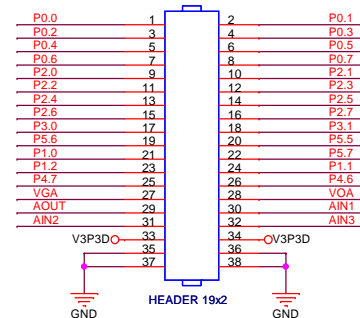 P0.0 1 2 P0.1
P0.2 3 4 P0.3
P0.4 5 6 P0.5
P0.6 7 8 P0.7
P2.0 9 10 P2.1
P2.2 11 12 P2.3
P2.4 13 14 P2.5
P2.6 15 16 P2.7
P3.0 17 18 P3.1
P5.6 19 20 P5.5
P1.0 21 22 P5.7
P1.2 23 24 P1.1
P4.7 25 26 P4.6
VGA 27 28 VOA
AOUT 29 30 AIN1
AIN2 31 32 AIN3
V3P3D 33 34 V3P3D
35 36
37 38
HEADER 19x2
GND GND